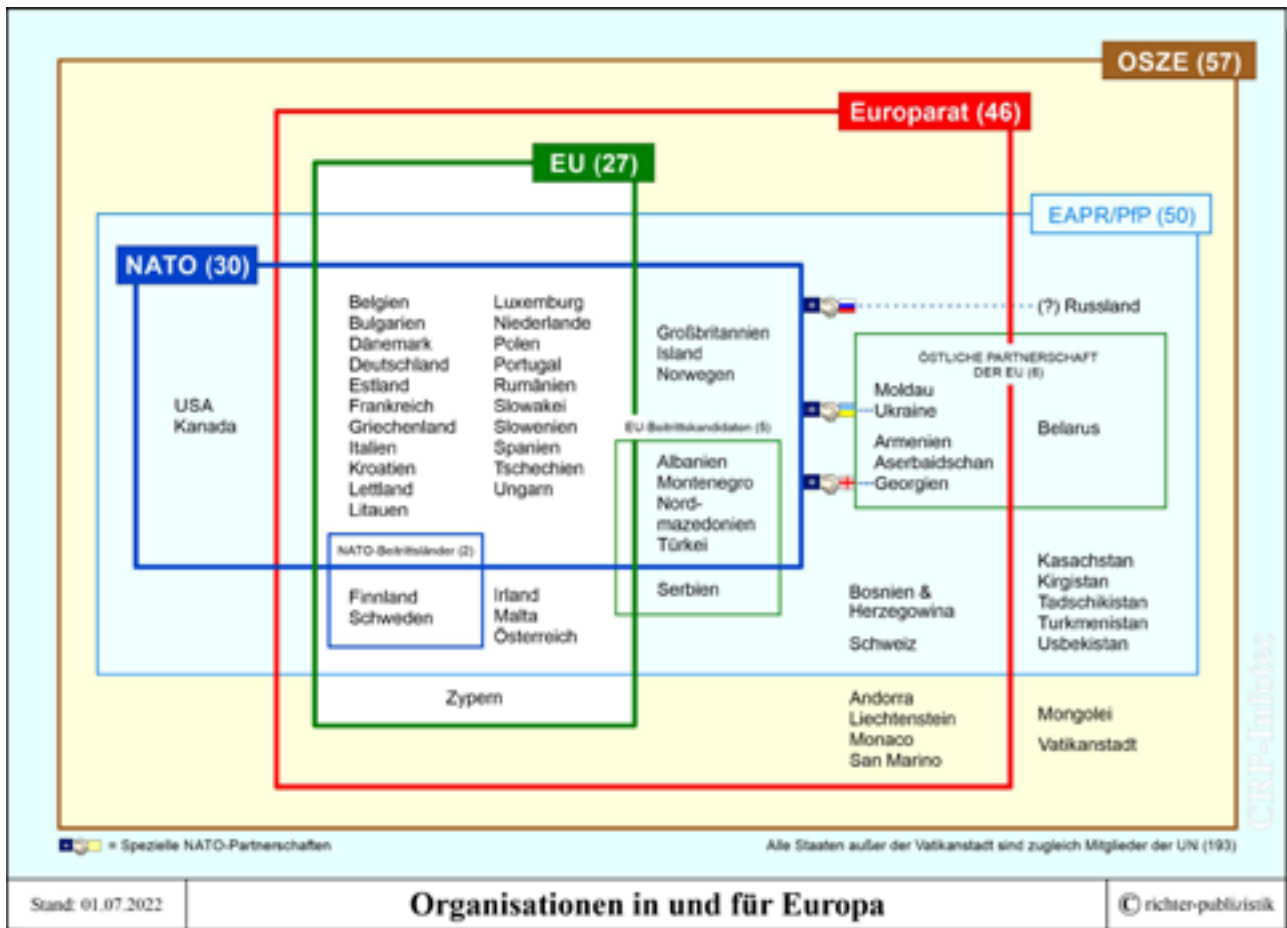 OSZE (57)
Europarat (46)
EU (27)
EAPR/PfP (50)
NATO (30)
Belgien
Bulgarien
Dänemark
Deutschland
Estland
Frankreich
Griechenland
Italien
Kroatien
Lettland
Litauen
Luxemburg
Niederlande
Polen
Portugal
Rumänien
Slowakei
Slowenien
Spanien
Tschechien
Ungarn
USA
Kanada
Großbritannien
Island
Norwegen
EU-Beitrittskandidaten (5)
Albanien
Montenegro
Nord-
mazedonien
Türkei
Serbien
(?) Russland
ÖSTLICHE PARTNERSCHAFT
DER EU (6)
Moldau
Ukraine
Armenien
Aserbaidschan
Georgien
Belarus
NATO-Beitrittsländer (2)
Finnland
Schweden
Irland
Malta
Österreich
Bosnien &
Herzegowina
Schweiz
Kasachstan
Kirgistan
Tadschikistan
Turkmenistan
Usbekistan
Zypern
Andorra
Liechtenstein
Monaco
San Marino
Mongolei
Vatikanstadt
CRP-Infotec
= Spezielle NATO-Partnerschaften
Alle Staaten außer der Vatikanstadt sind zugleich Mitglieder der UN (193)
Stand: 01.07.2022
Organisationen in und für Europa
© richter-publizistik